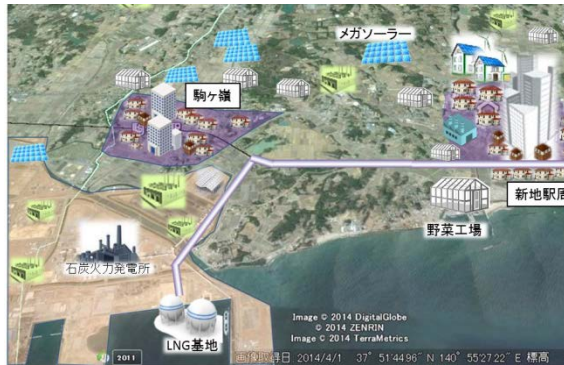 メガソーラー
駒ヶ嶺
新地駅周
野菜工場
石炭火力発電所
LNG基地
Image © 2014 DigitalGlobe
© 2014 ZENRIN
Image © 2014 TerraMetrics
2011
画像取得日 2014/4/1 37°51'44.96" N 140°55'27.22" E 標高